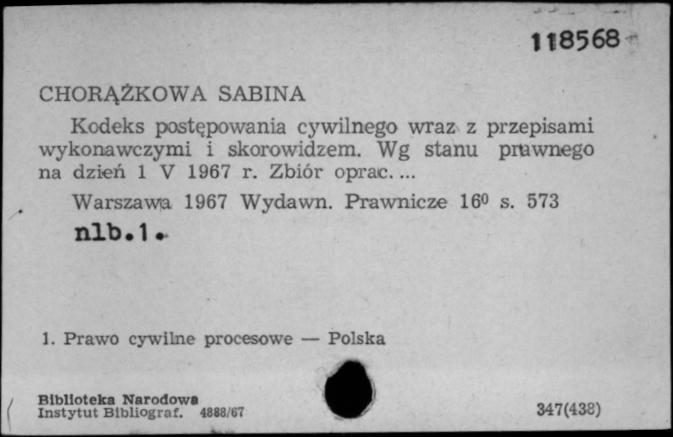 118568
CHORĄŻKOWA SABINA
Kodeks postępowania cywilnego wraz z przepisami
wykonawczymi i skorowidzem. Wg stanu prawnego
na dzień 1 V 1967 r. Zbiór oprac. ...
Warszawa 1967 Wydawn. Prawnicze 16⁰ s. 573
nlb.1.
1. Prawo cywilne procesowe — Polska
Biblioteka Narodowa
Instytut Bibliograf. 4888/67
347(438)